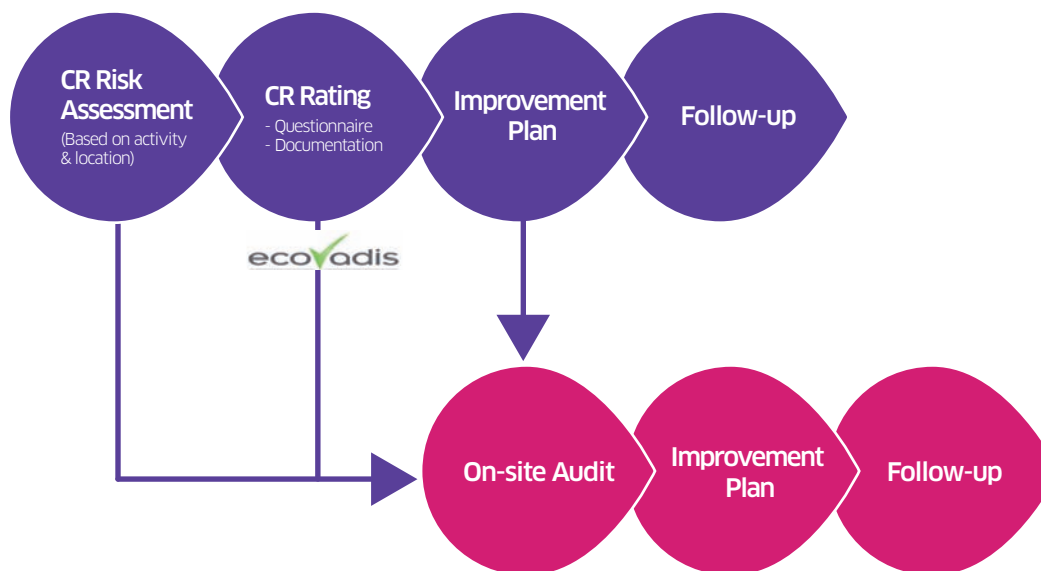 CR Risk
Assessment
(Based on activity
& location)
CR Rating
- Questionnaire
- Documentation
Improvement
Plan
Follow-up
ecovadis
On-site Audit
Improvement
Plan
Follow-up